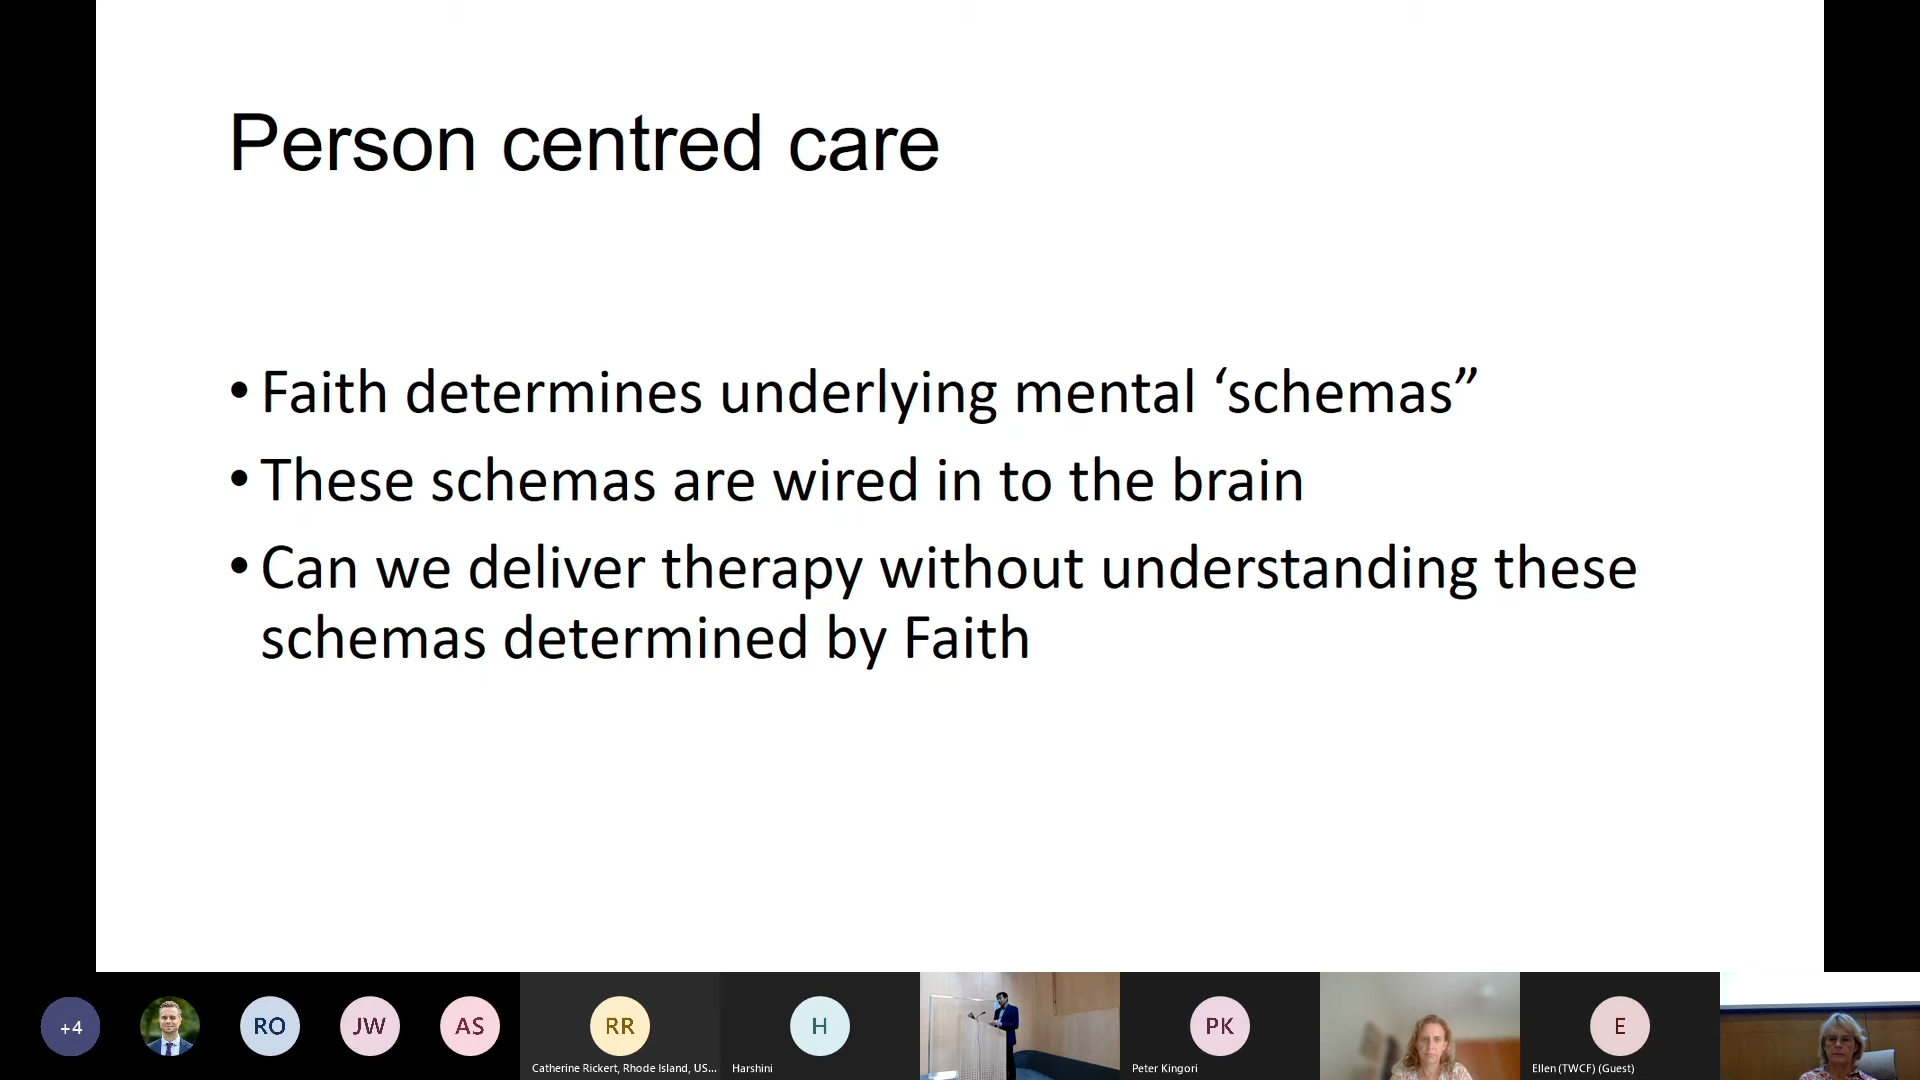 Person centred care
• Faith determines underlying mental ‘schemas”
• These schemas are wired in to the brain
• Can we deliver therapy without understanding these
schemas determined by Faith
+4
RO
JW
AS
RR
H
PK
E
Catherine Rickert, Rhode Island, US...
Harshini
Peter Kingori
Ellen (TWCF) (Guest)